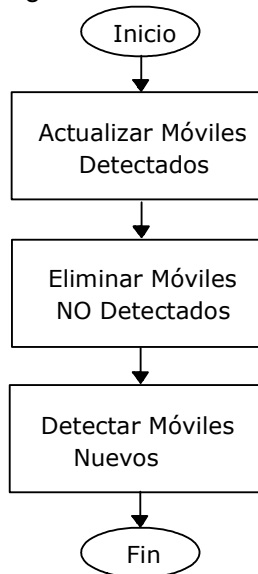 Inicio
Actualizar Móviles
Detectados
Eliminar Móviles
NO Detectados
Detectar Móviles
Nuevos
Fin